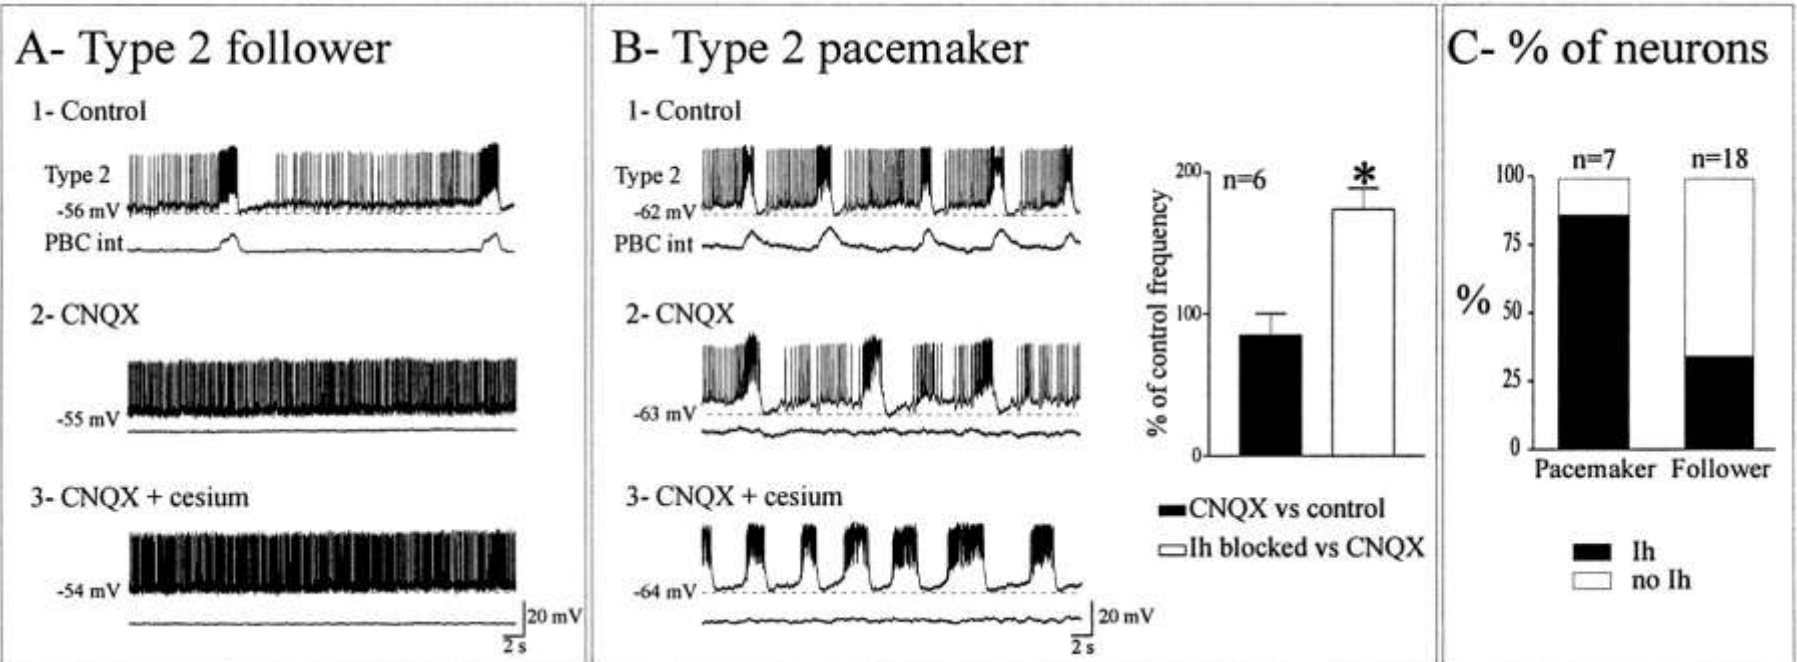 A- Type 2 follower
1- Control
Type 2
-56 mV
PBC int
2- CNQX
-55 mV
3- CNQX + cesium
-54 mV
20 mV
2 s
B- Type 2 pacemaker
1- Control
Type 2
-62 mV
PBC int
2- CNQX
-63 mV
3- CNQX + cesium
-64 mV
20 mV
2 s
% of control frequency
200
100
0
n=6
*
CNQX vs control
Ih blocked vs CNQX
C- % of neurons
n=7 n=18
%
100
75
50
25
0
Pacemaker Follower
Ih
no Ih